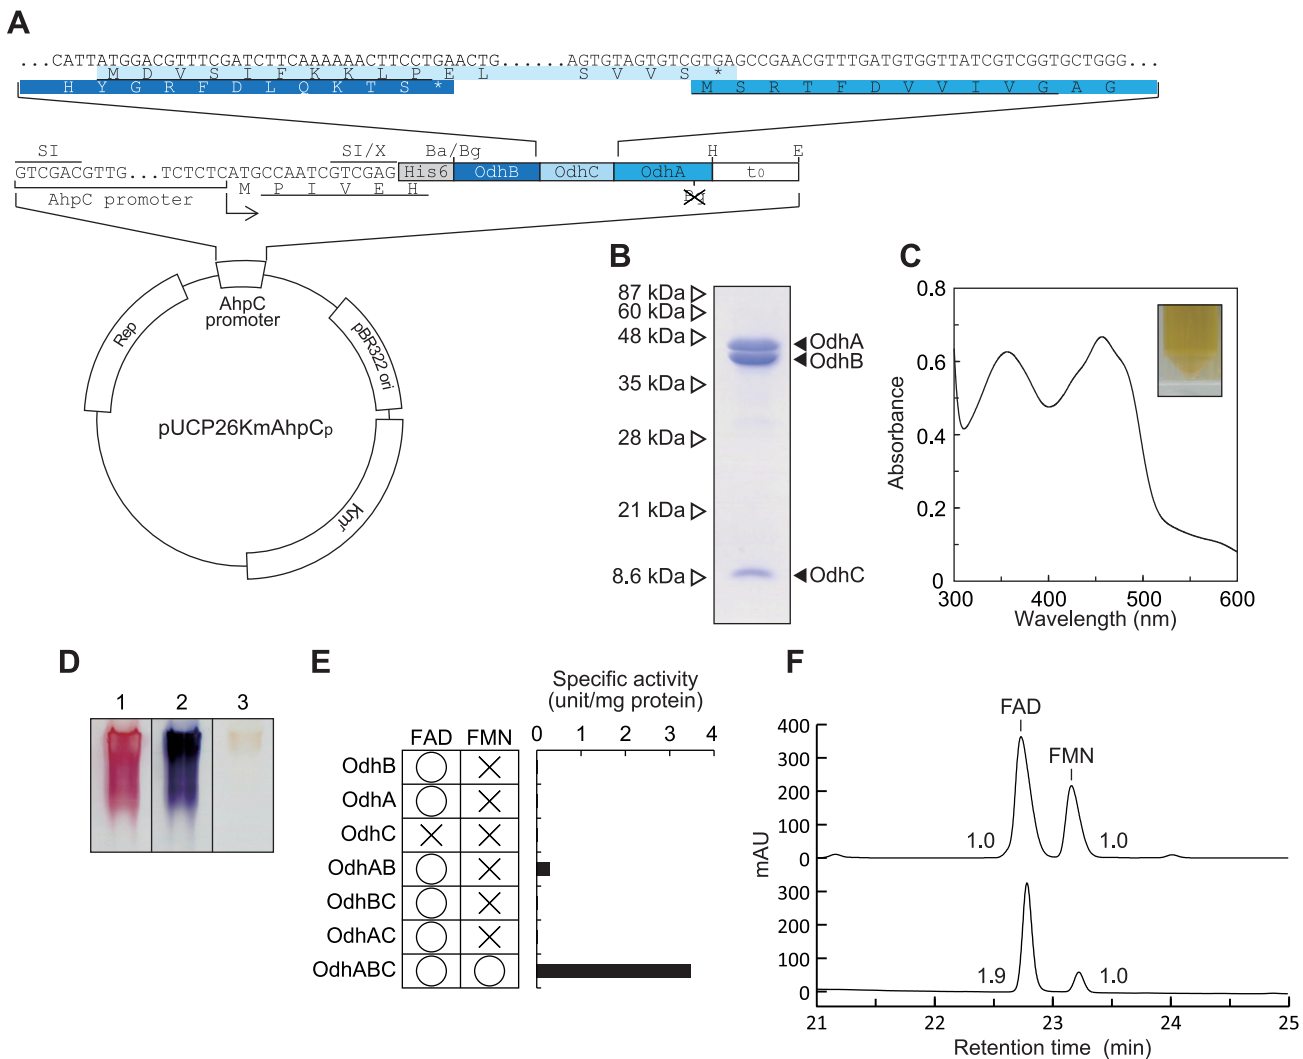 A
...CATTATGGACGTTTCGATCTTCAAAAAACTTCCTGAACTG......AGTGTAGTGTCGTGAGCCGAACGTTTGATGTGGTTATCGTCGGTGCTGGG...
M D V S I F K K L P E L S V V S *
H Y G R F D L Q K T S * M S R T F D V V I V G A G
SI SI/X Ba/Bg H E
GTCGACGTTG...TCTCTCATGCCAATCGTCGAG His6 OdhB OdhC OdhA t0
M P I V E H
AhpC promoter Bg
AhpC
promoter
Rep
pBR322 ori
pUCP26KmAhpCp
Kmr
B
87 kDa
60 kDa
48 kDa
35 kDa
28 kDa
21 kDa
8.6 kDa
OdhA
OdhB
OdhC
C
0.8
0.6
0.4
0.2
0
Absorbance
300 400 500 600
Wavelength (nm)
D
1 2 3
E
Specific activity
(unit/mg protein)
0 1 2 3 4
FAD FMN
OdhB
OdhA
OdhC
OdhAB
OdhBC
OdhAC
OdhABC
F
FAD
FMN
400
300
200
100
0
1.0 1.0
mAU
300
200
100
0
1.9 1.0
21 22 23 24 25
Retention time (min)